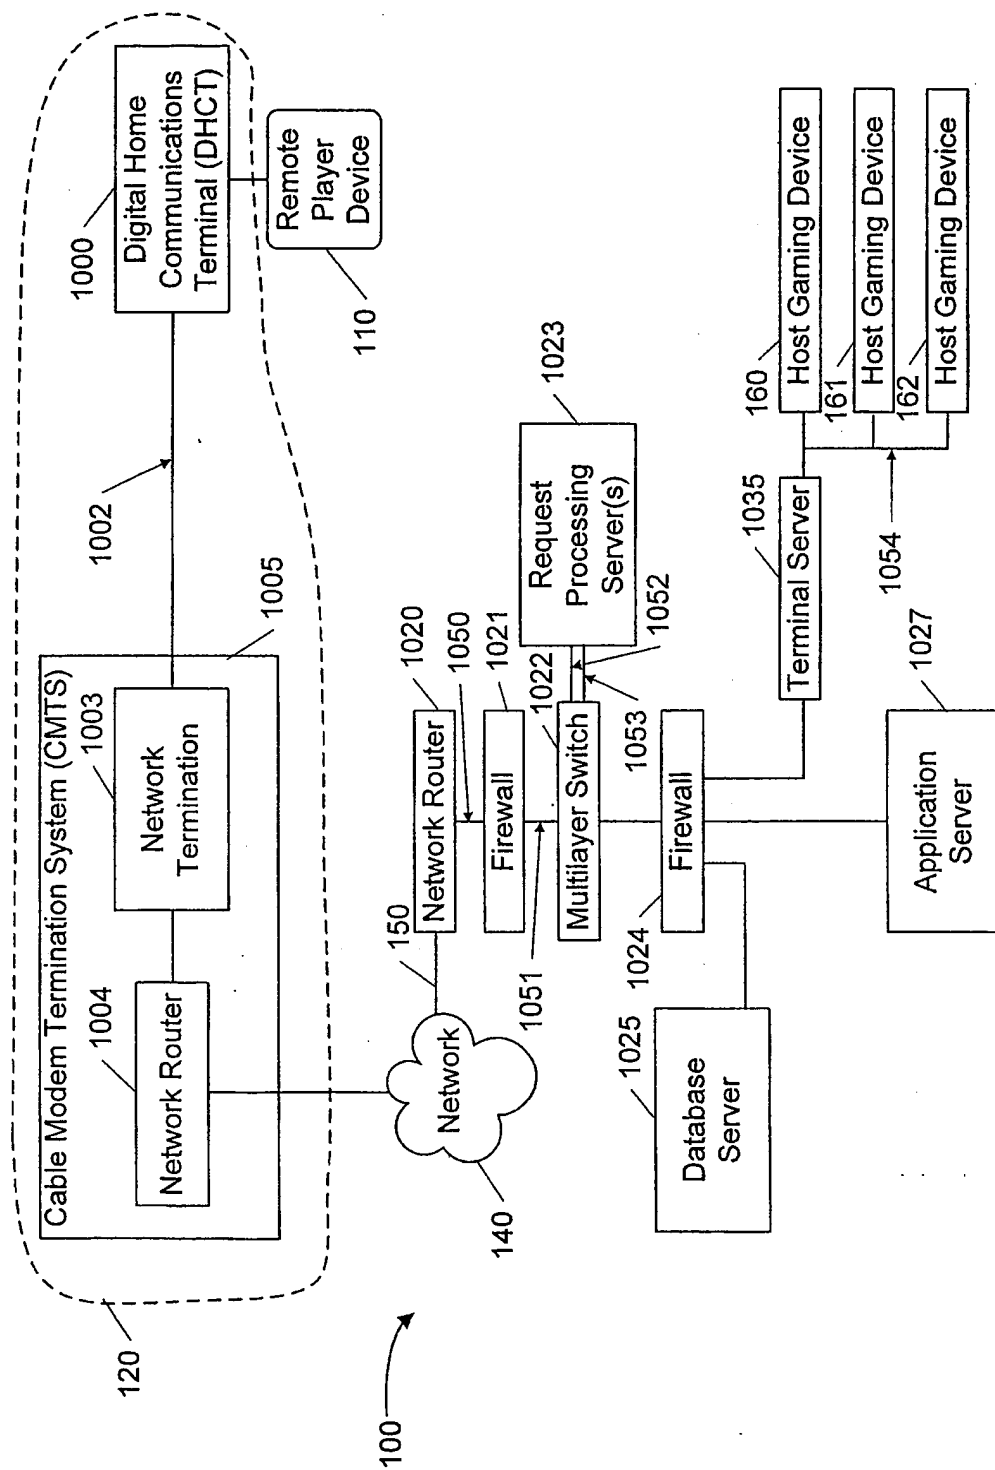 120
Cable Modem Termination System (CMTS)
1004
Network Router
1003
Network
Termination
1005
1002
1000
Digital Home
Communications
Terminal (DHCT)
Remote
Player
Device
110
100
140
Network
150
Network Router
1020
1050
Firewall
1021
1051
Multilayer Switch
1022
1053
1052
Request
Processing
Server(s)
1023
1024
Firewall
1025
Database
Server
Application
Server
1027
Terminal Server
1035
1054
160
Host Gaming Device
161
Host Gaming Device
162
Host Gaming Device